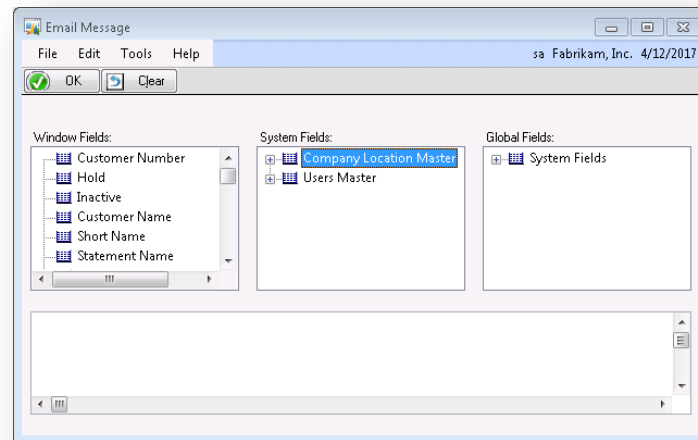 Email Message
File Edit Tools Help sa Fabrikam, Inc. 4/12/2017
OK Clear
Window Fields: System Fields: Global Fields:
Customer Number Company Location Master System Fields
Hold Users Master
Inactive
Customer Name
Short Name
Statement Name